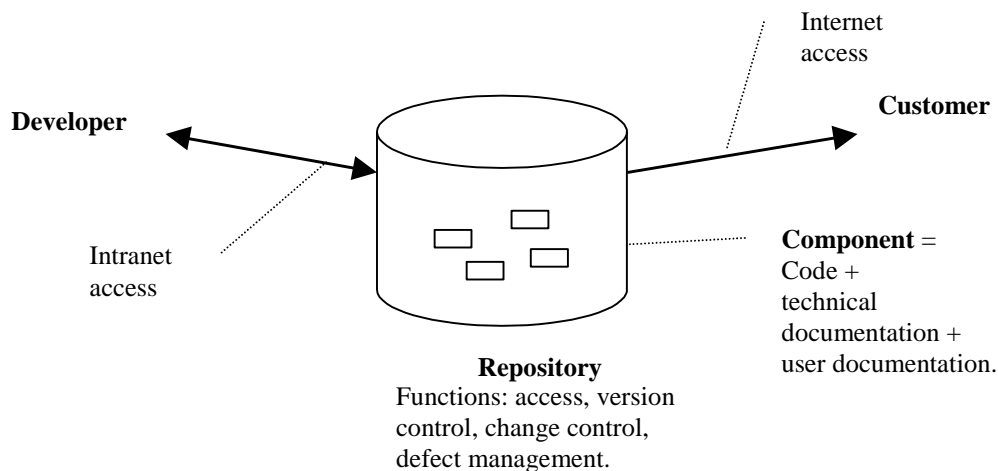 Internet
access
Developer
Customer
Intranet
access
Component =
Code +
technical
documentation +
user documentation.
Repository
Functions: access, version
control, change control,
defect management.